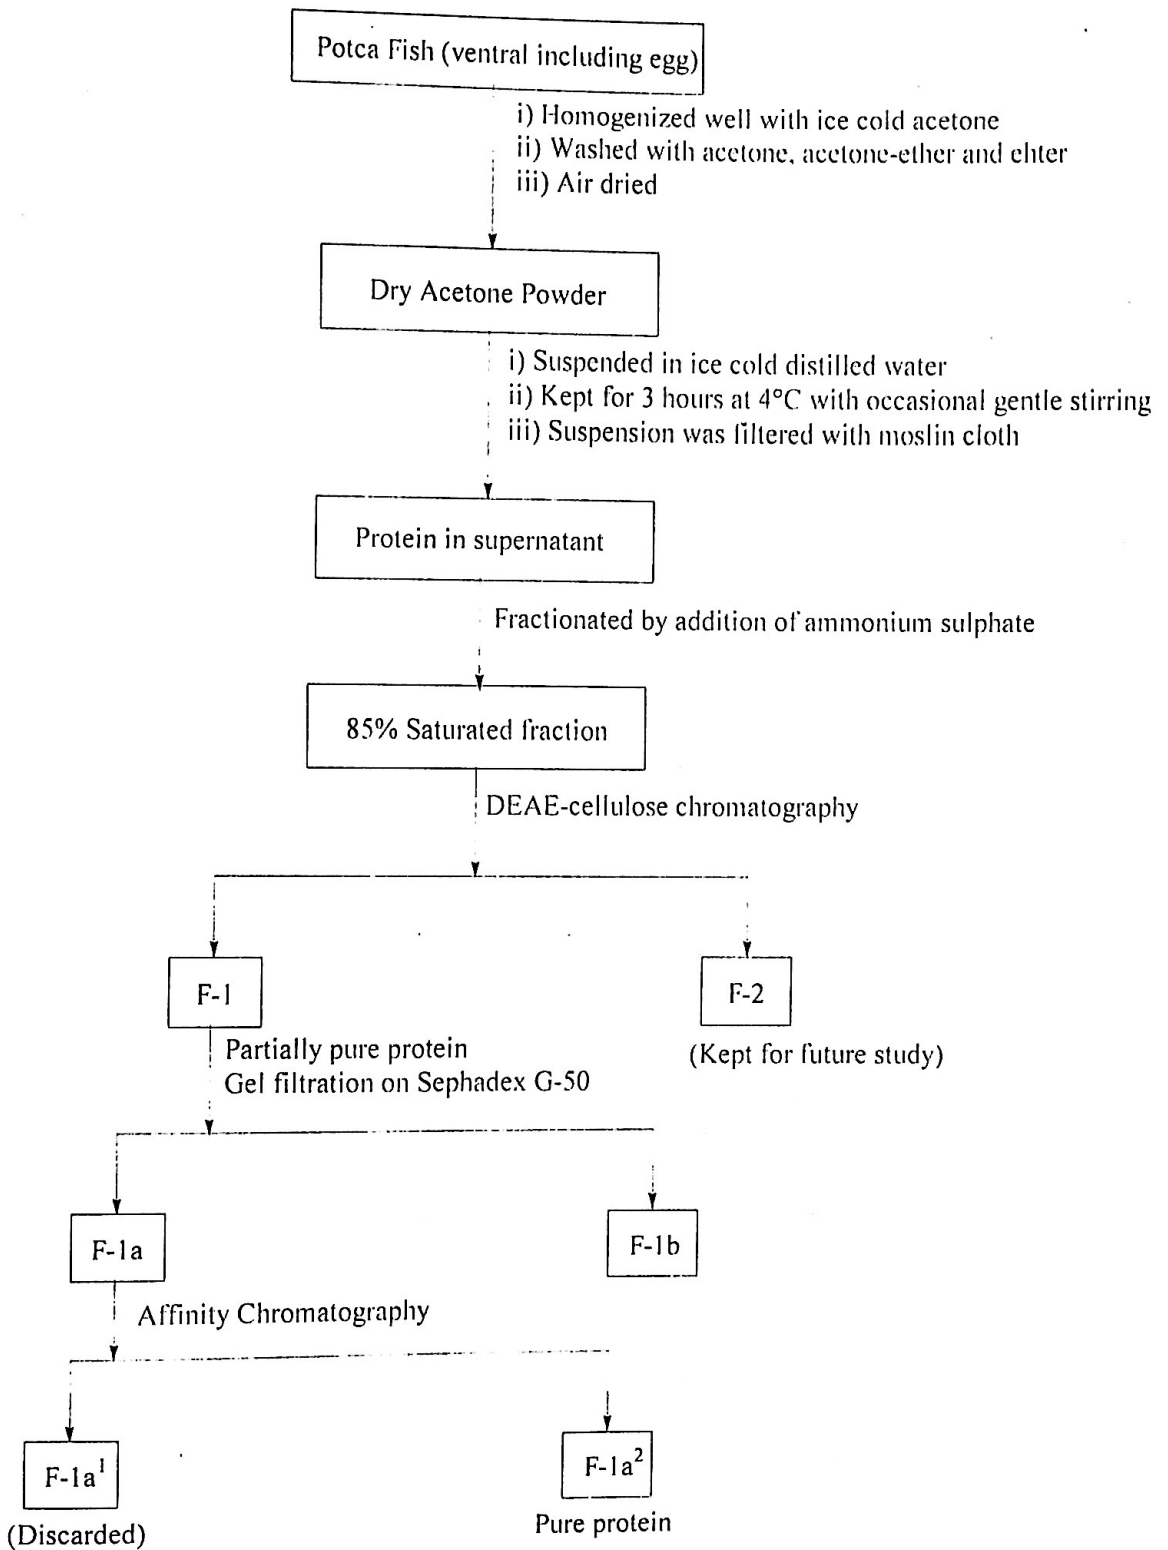 Potca Fish (ventral including egg)
i) Homogenized well with ice cold acetone
ii) Washed with acetone, acetone-ether and ehter
iii) Air dried
Dry Acetone Powder
i) Suspended in ice cold distilled water
ii) Kept for 3 hours at 4°C with occasional gentle stirring
iii) Suspension was filtered with moslin cloth
Protein in supernatant
Fractionated by addition of ammonium sulphate
85% Saturated fraction
DEAE-cellulose chromatography
F-1
F-2
Partially pure protein
(Kept for future study)
Gel filtration on Sephadex G-50
F-1a
F-1b
Affinity Chromatography
F-1a¹
F-1a²
(Discarded)
Pure protein